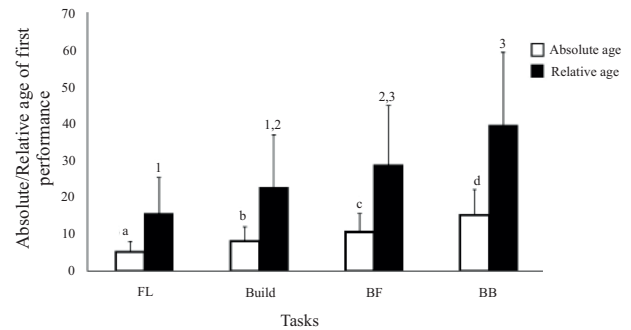 Absolute/Relative age of first
performance
70
60
50
40
30
20
10
0
a
1
b
1,2
c
2,3
d
3
Absolute age
Relative age
FL
Build
BF
BB
Tasks